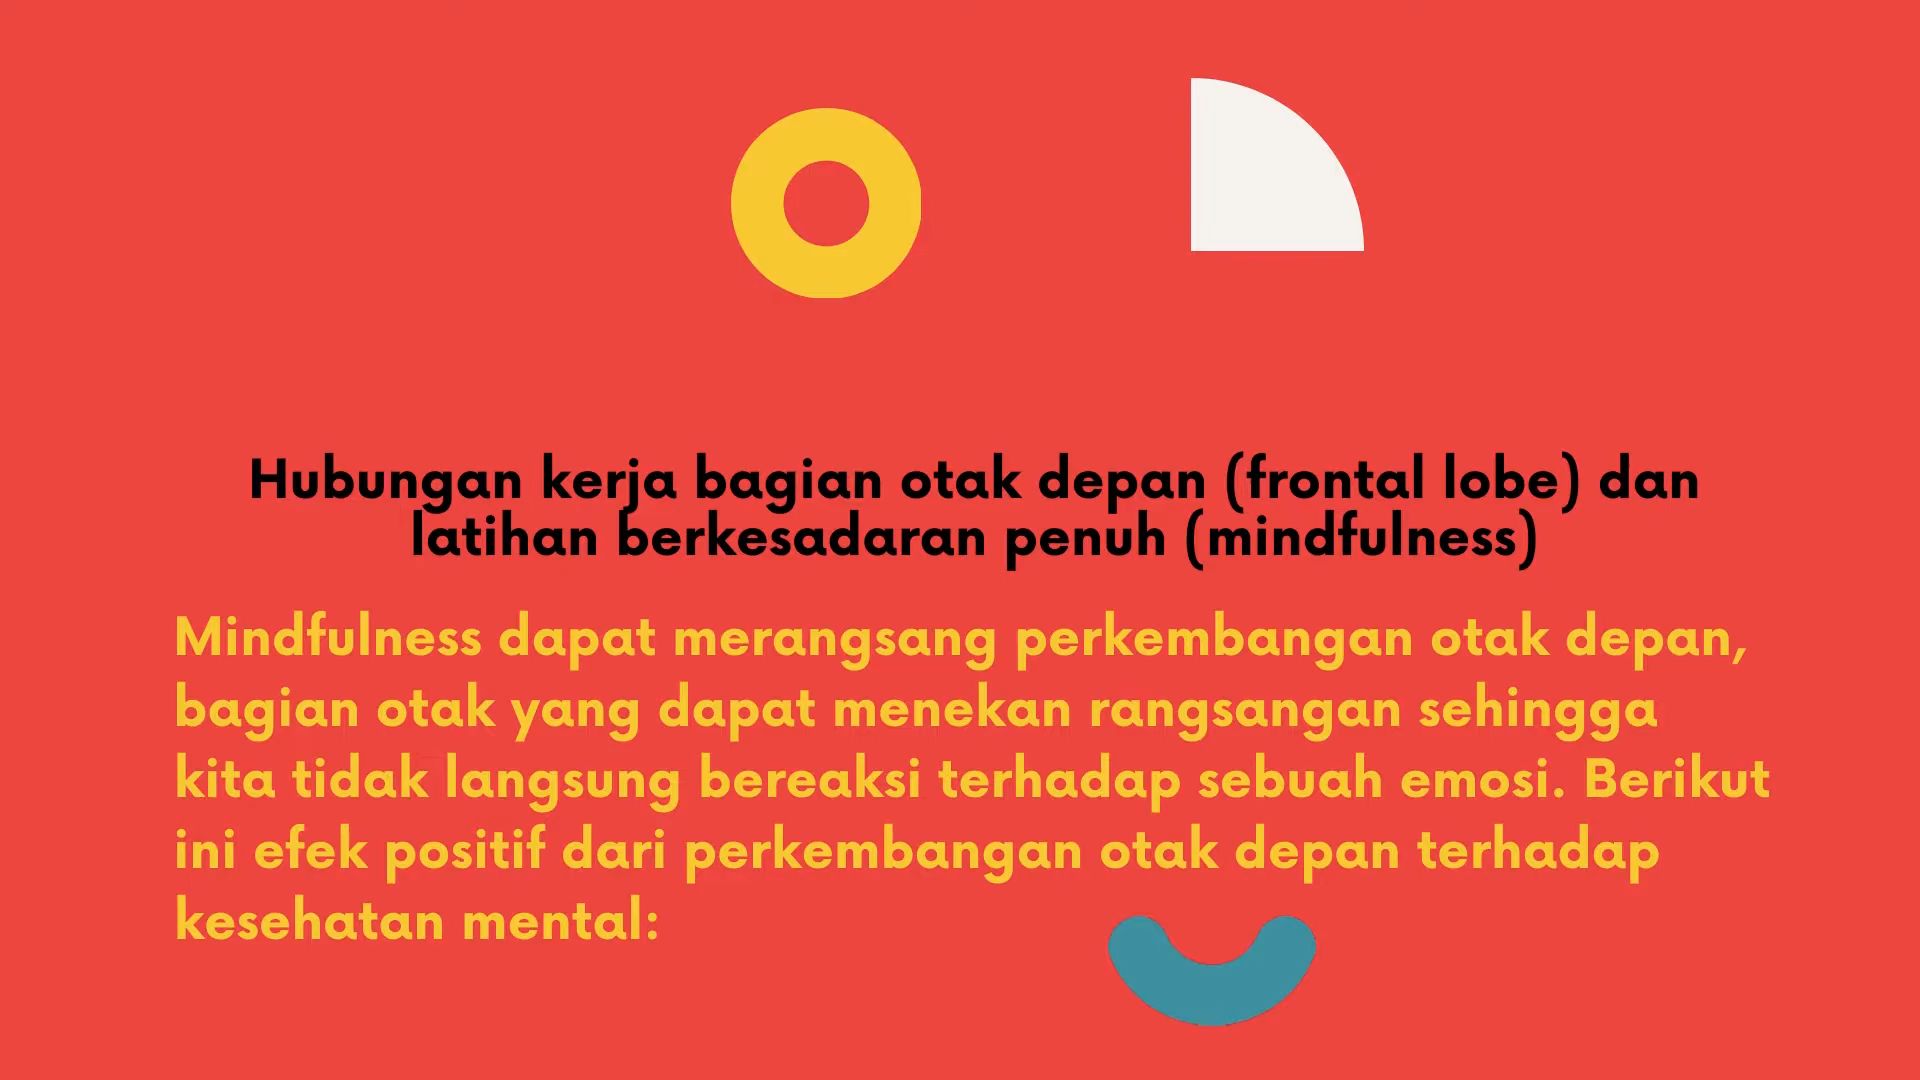 Hubungan kerja bagian otak depan (frontal lobe) dan
latihan berkesadaran penuh (mindfulness)
Mindfulness dapat merangsang perkembangan otak depan,
bagian otak yang dapat menekan rangsangan sehingga
kita tidak langsung bereaksi terhadap sebuah emosi. Berikut
ini efek positif dari perkembangan otak depan terhadap
kesehatan mental: